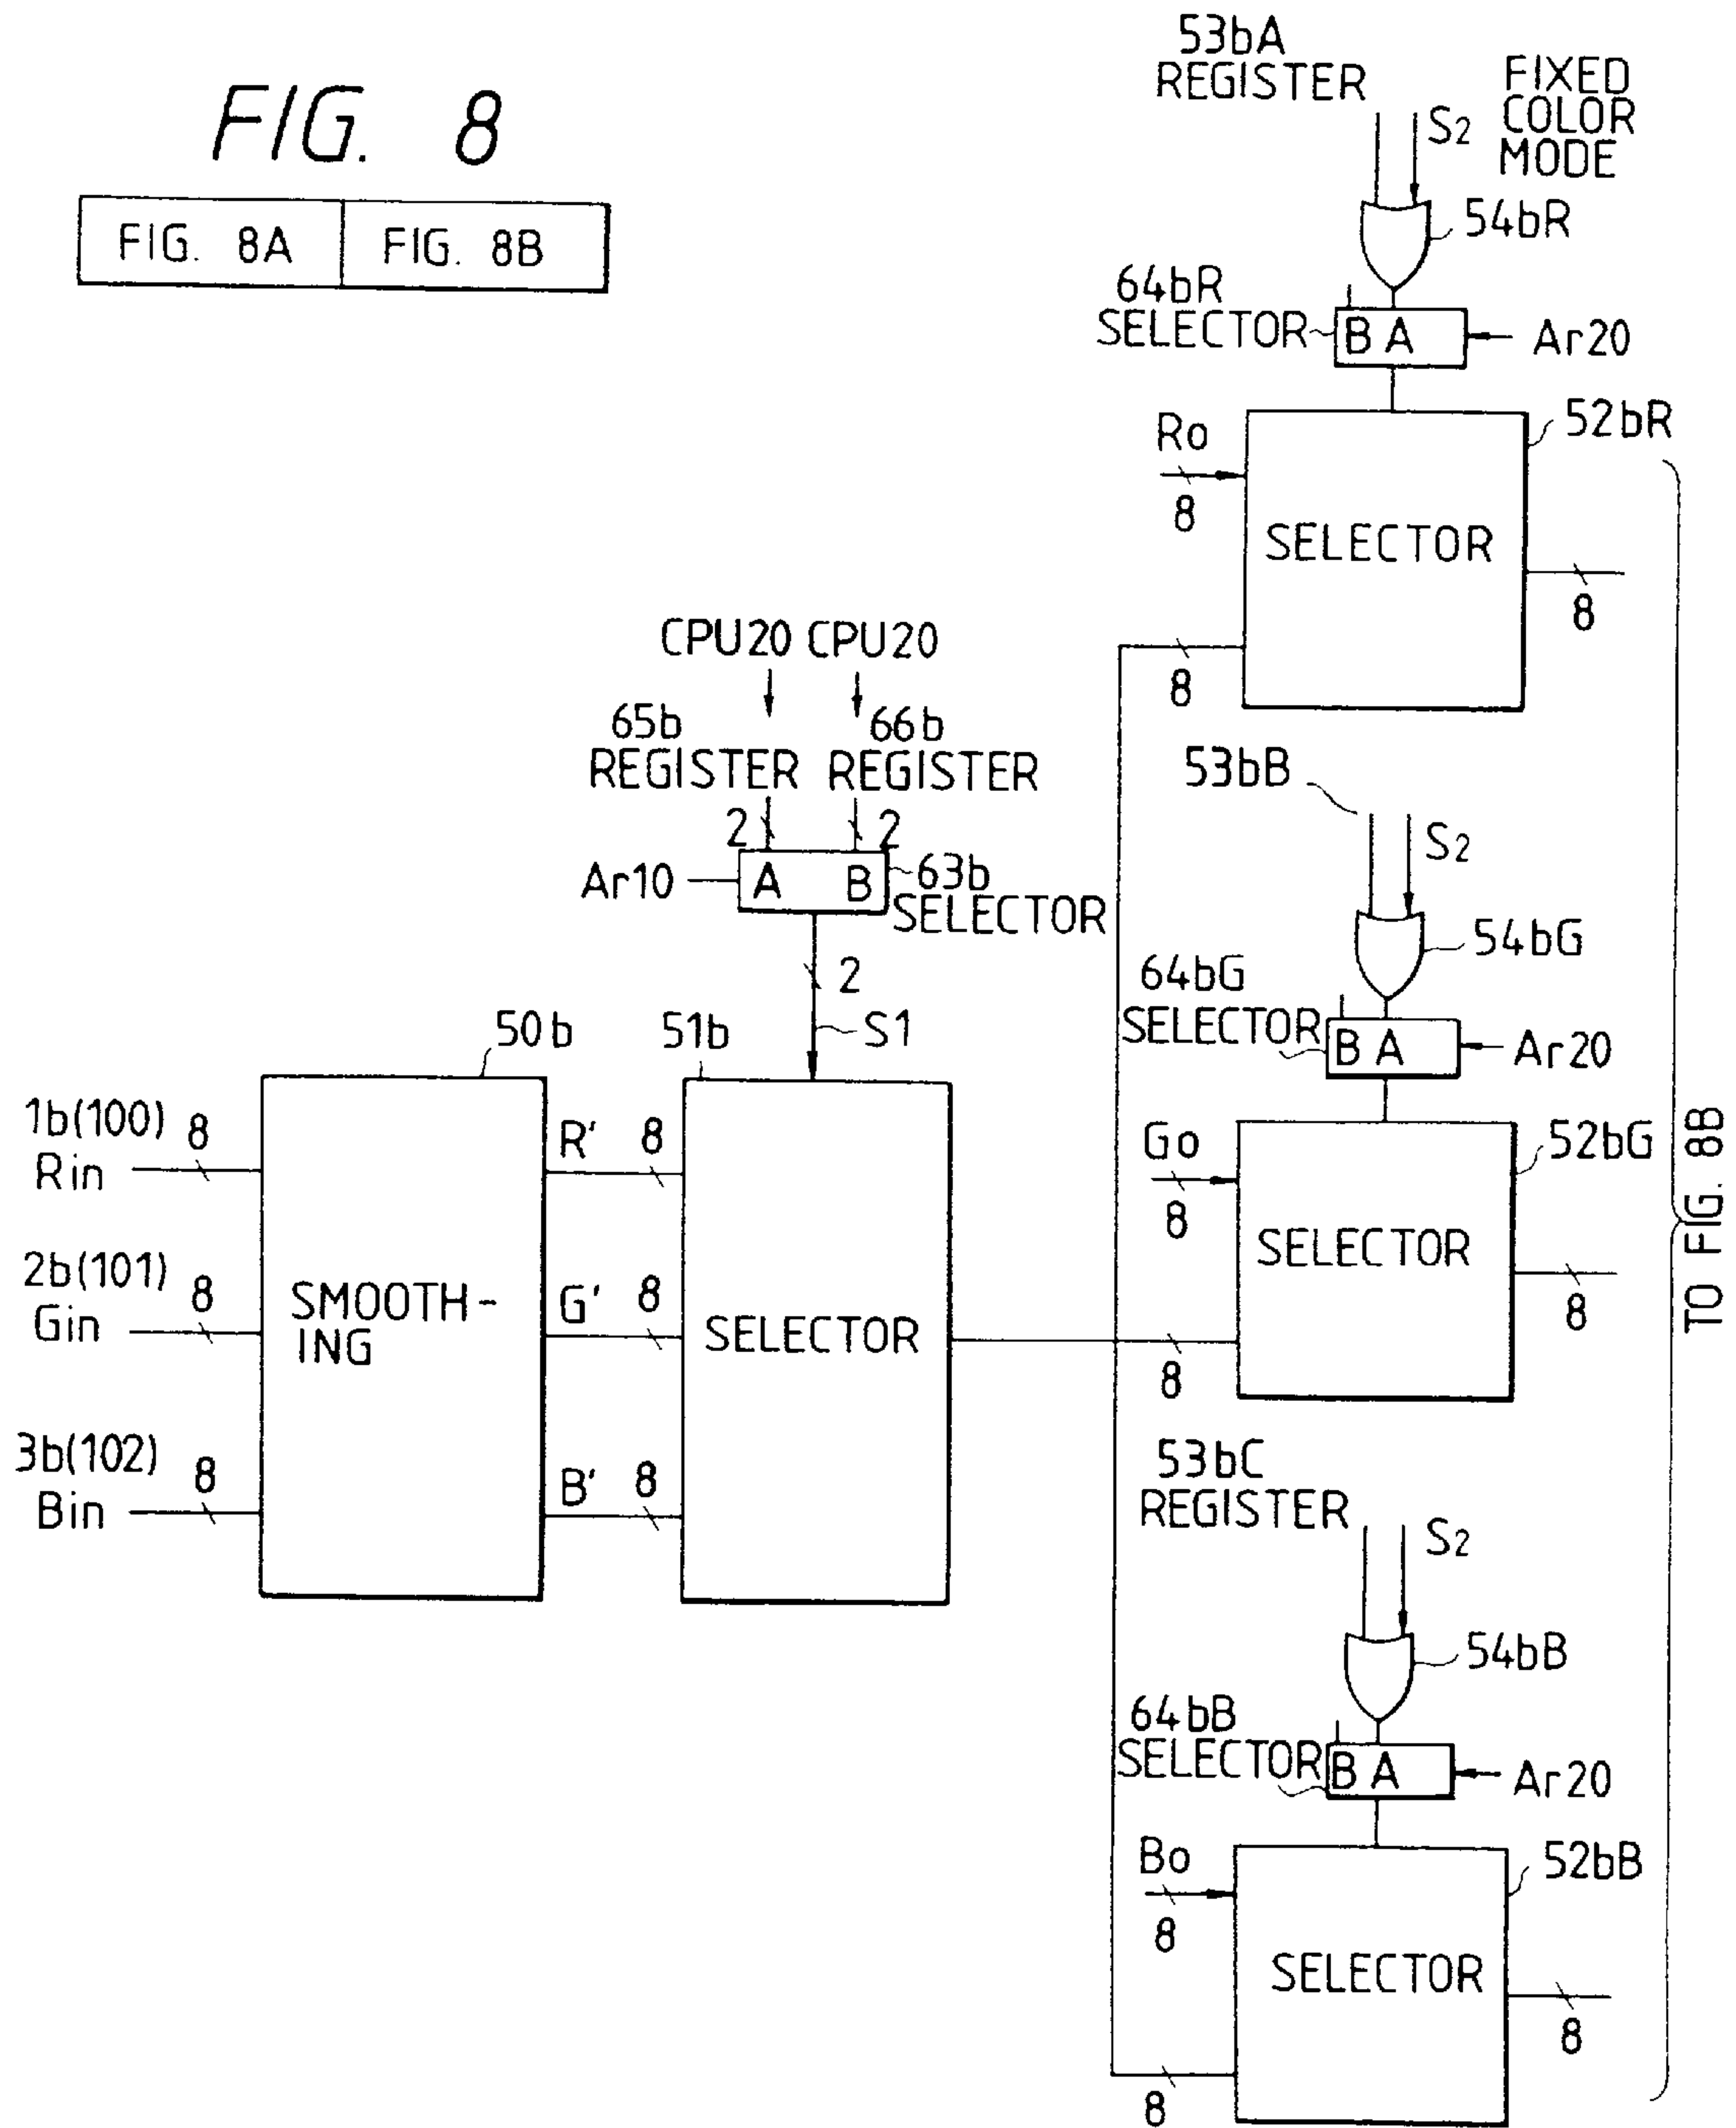 FIG. 8
FIG. 8A
FIG. 8B
53bA
REGISTER
S2
FIXED
COLOR
MODE
54bR
64bR
SELECTOR
B A
Ar20
52bR
Ro
8
SELECTOR
8
8
CPU20 CPU20
65b
REGISTER
66b
REGISTER
2
2
Ar10
A B
63b
SELECTOR
2
S1
53bB
S2
54bG
64bG
SELECTOR
B A
Ar20
52bG
Go
8
SELECTOR
8
8
50b
51b
1b(100)
Rin
8
R'
8
2b(101)
Gin
8
SMOOTH-
ING
G'
8
SELECTOR
3b(102)
Bin
8
B'
8
53bC
REGISTER
S2
54bB
64bB
SELECTOR
B A
Ar20
52bB
Bo
8
SELECTOR
8
8
TO FIG. 8B